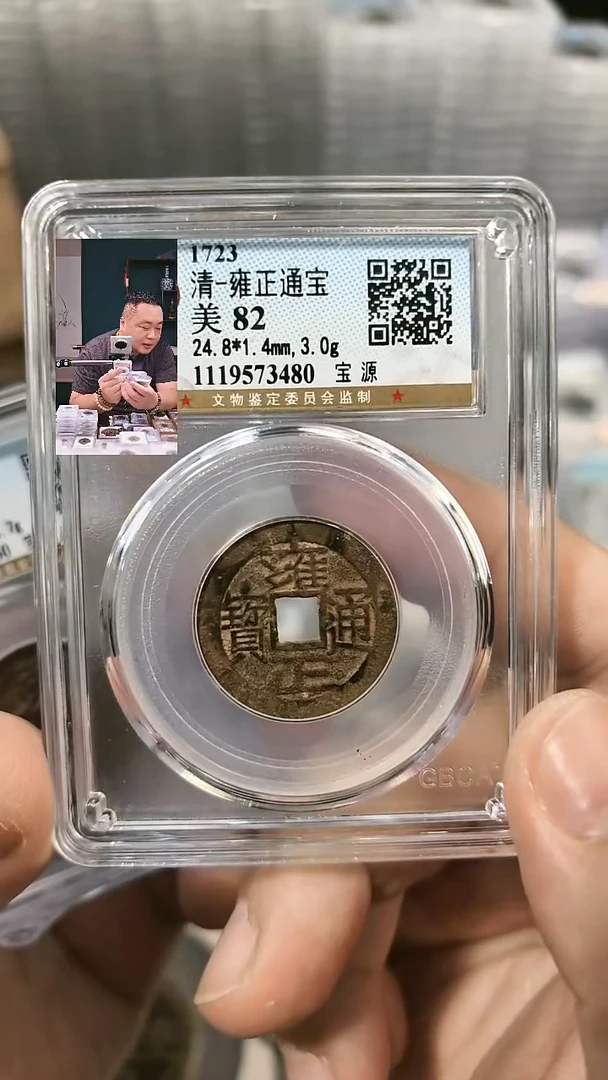 1723
清-雍正通宝
美 82
24.8*1.4mm, 3.0g
1119573480 宝 源
★ 文物鉴定委员会监制 ★
雍
寶 通
正
GBCA